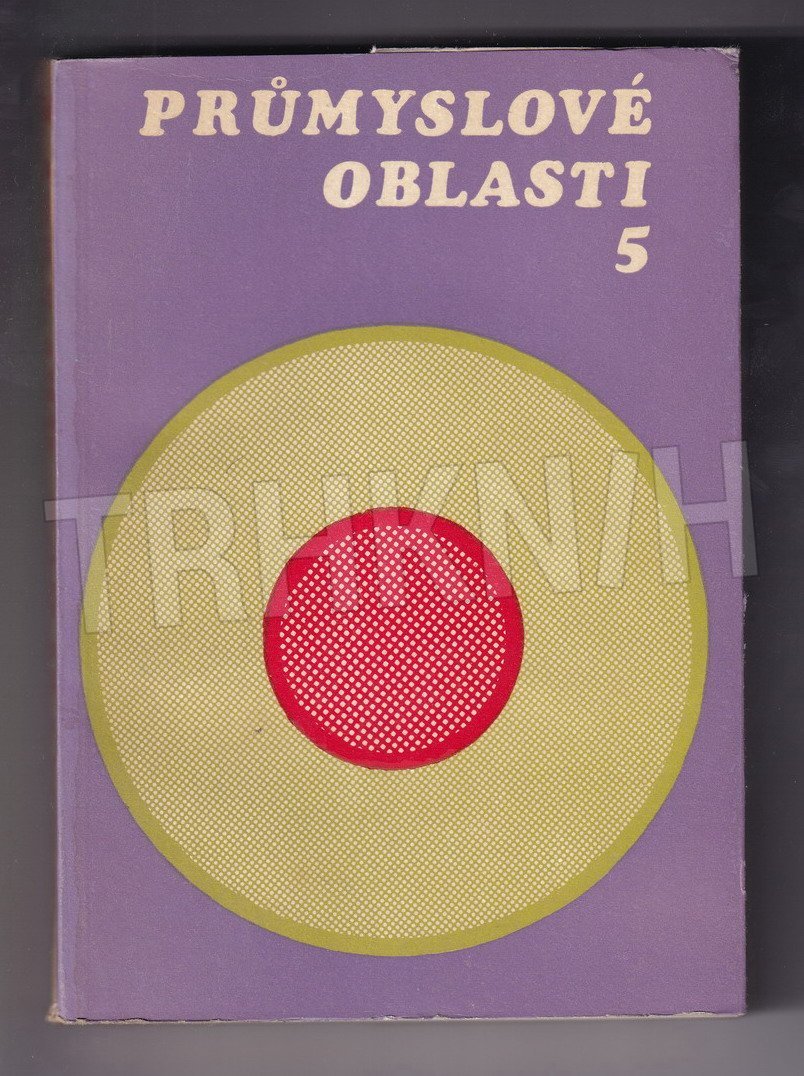 PRŮMYSLOVÉ
OBLASTI
5
TRHKNIH